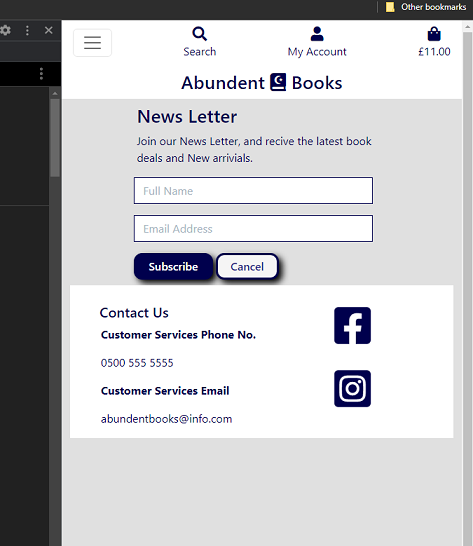 Other bookmarks
Search
My Account
£11.00
Abundent Books
News Letter
Join our News Letter, and recive the latest book
deals and New arrivials.
Full Name
Email Address
Subscribe
Cancel
Contact Us
Customer Services Phone No.
0500 555 5555
Customer Services Email
abundentbooks@info.com